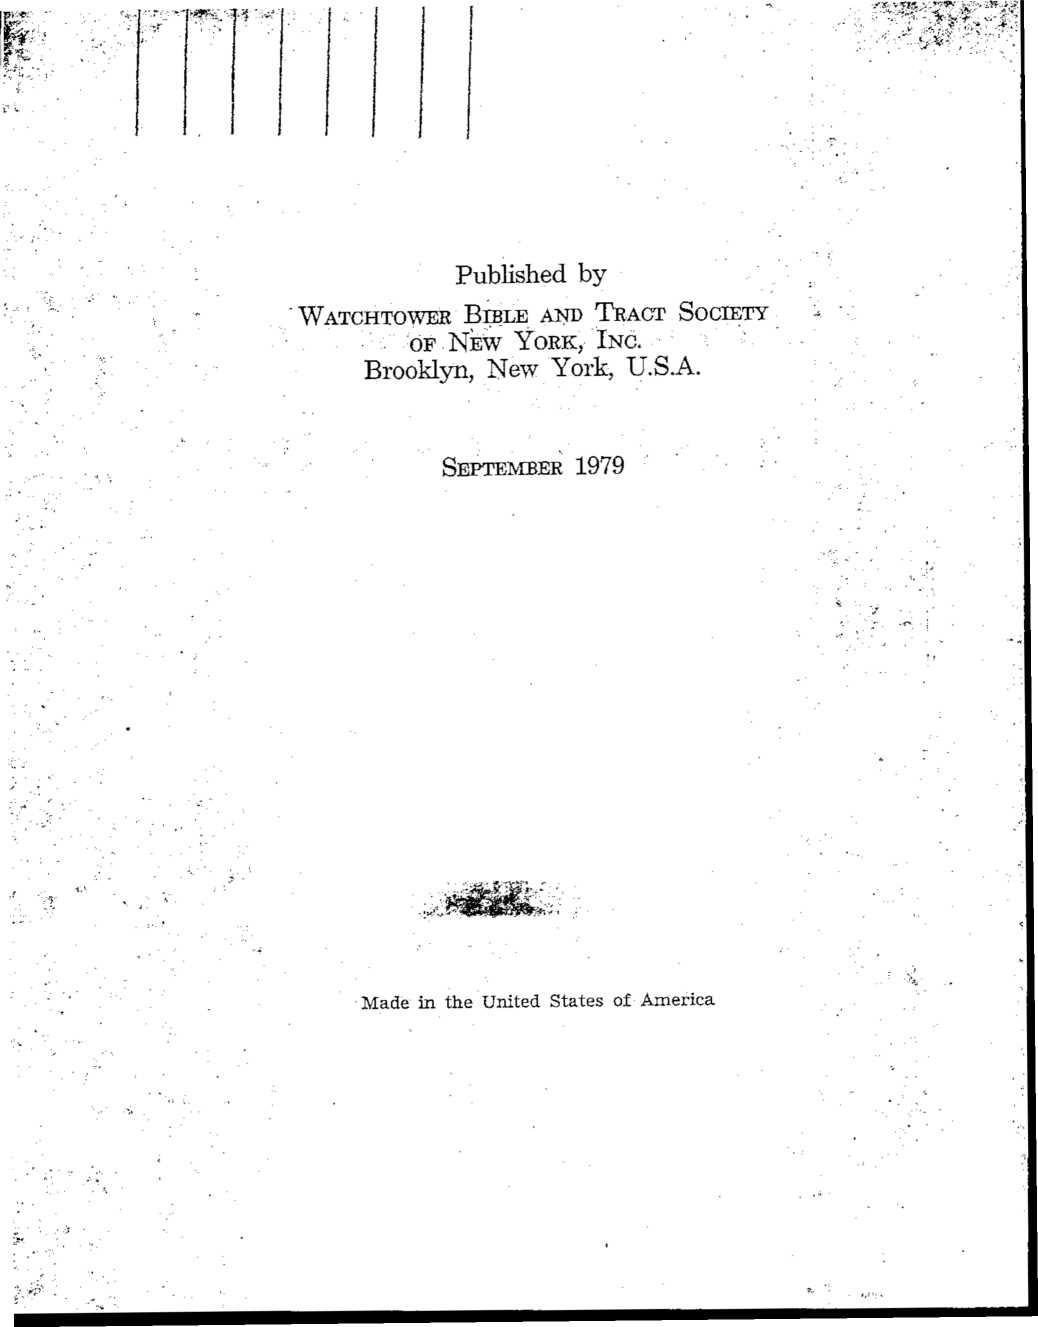 Published by
WATCHTOWER BIBLE AND TRACT SOCIETY
OF NEW YORK, INC.
Brooklyn, New York, U.S.A.
SEPTEMBER 1979
Made in the United States of America